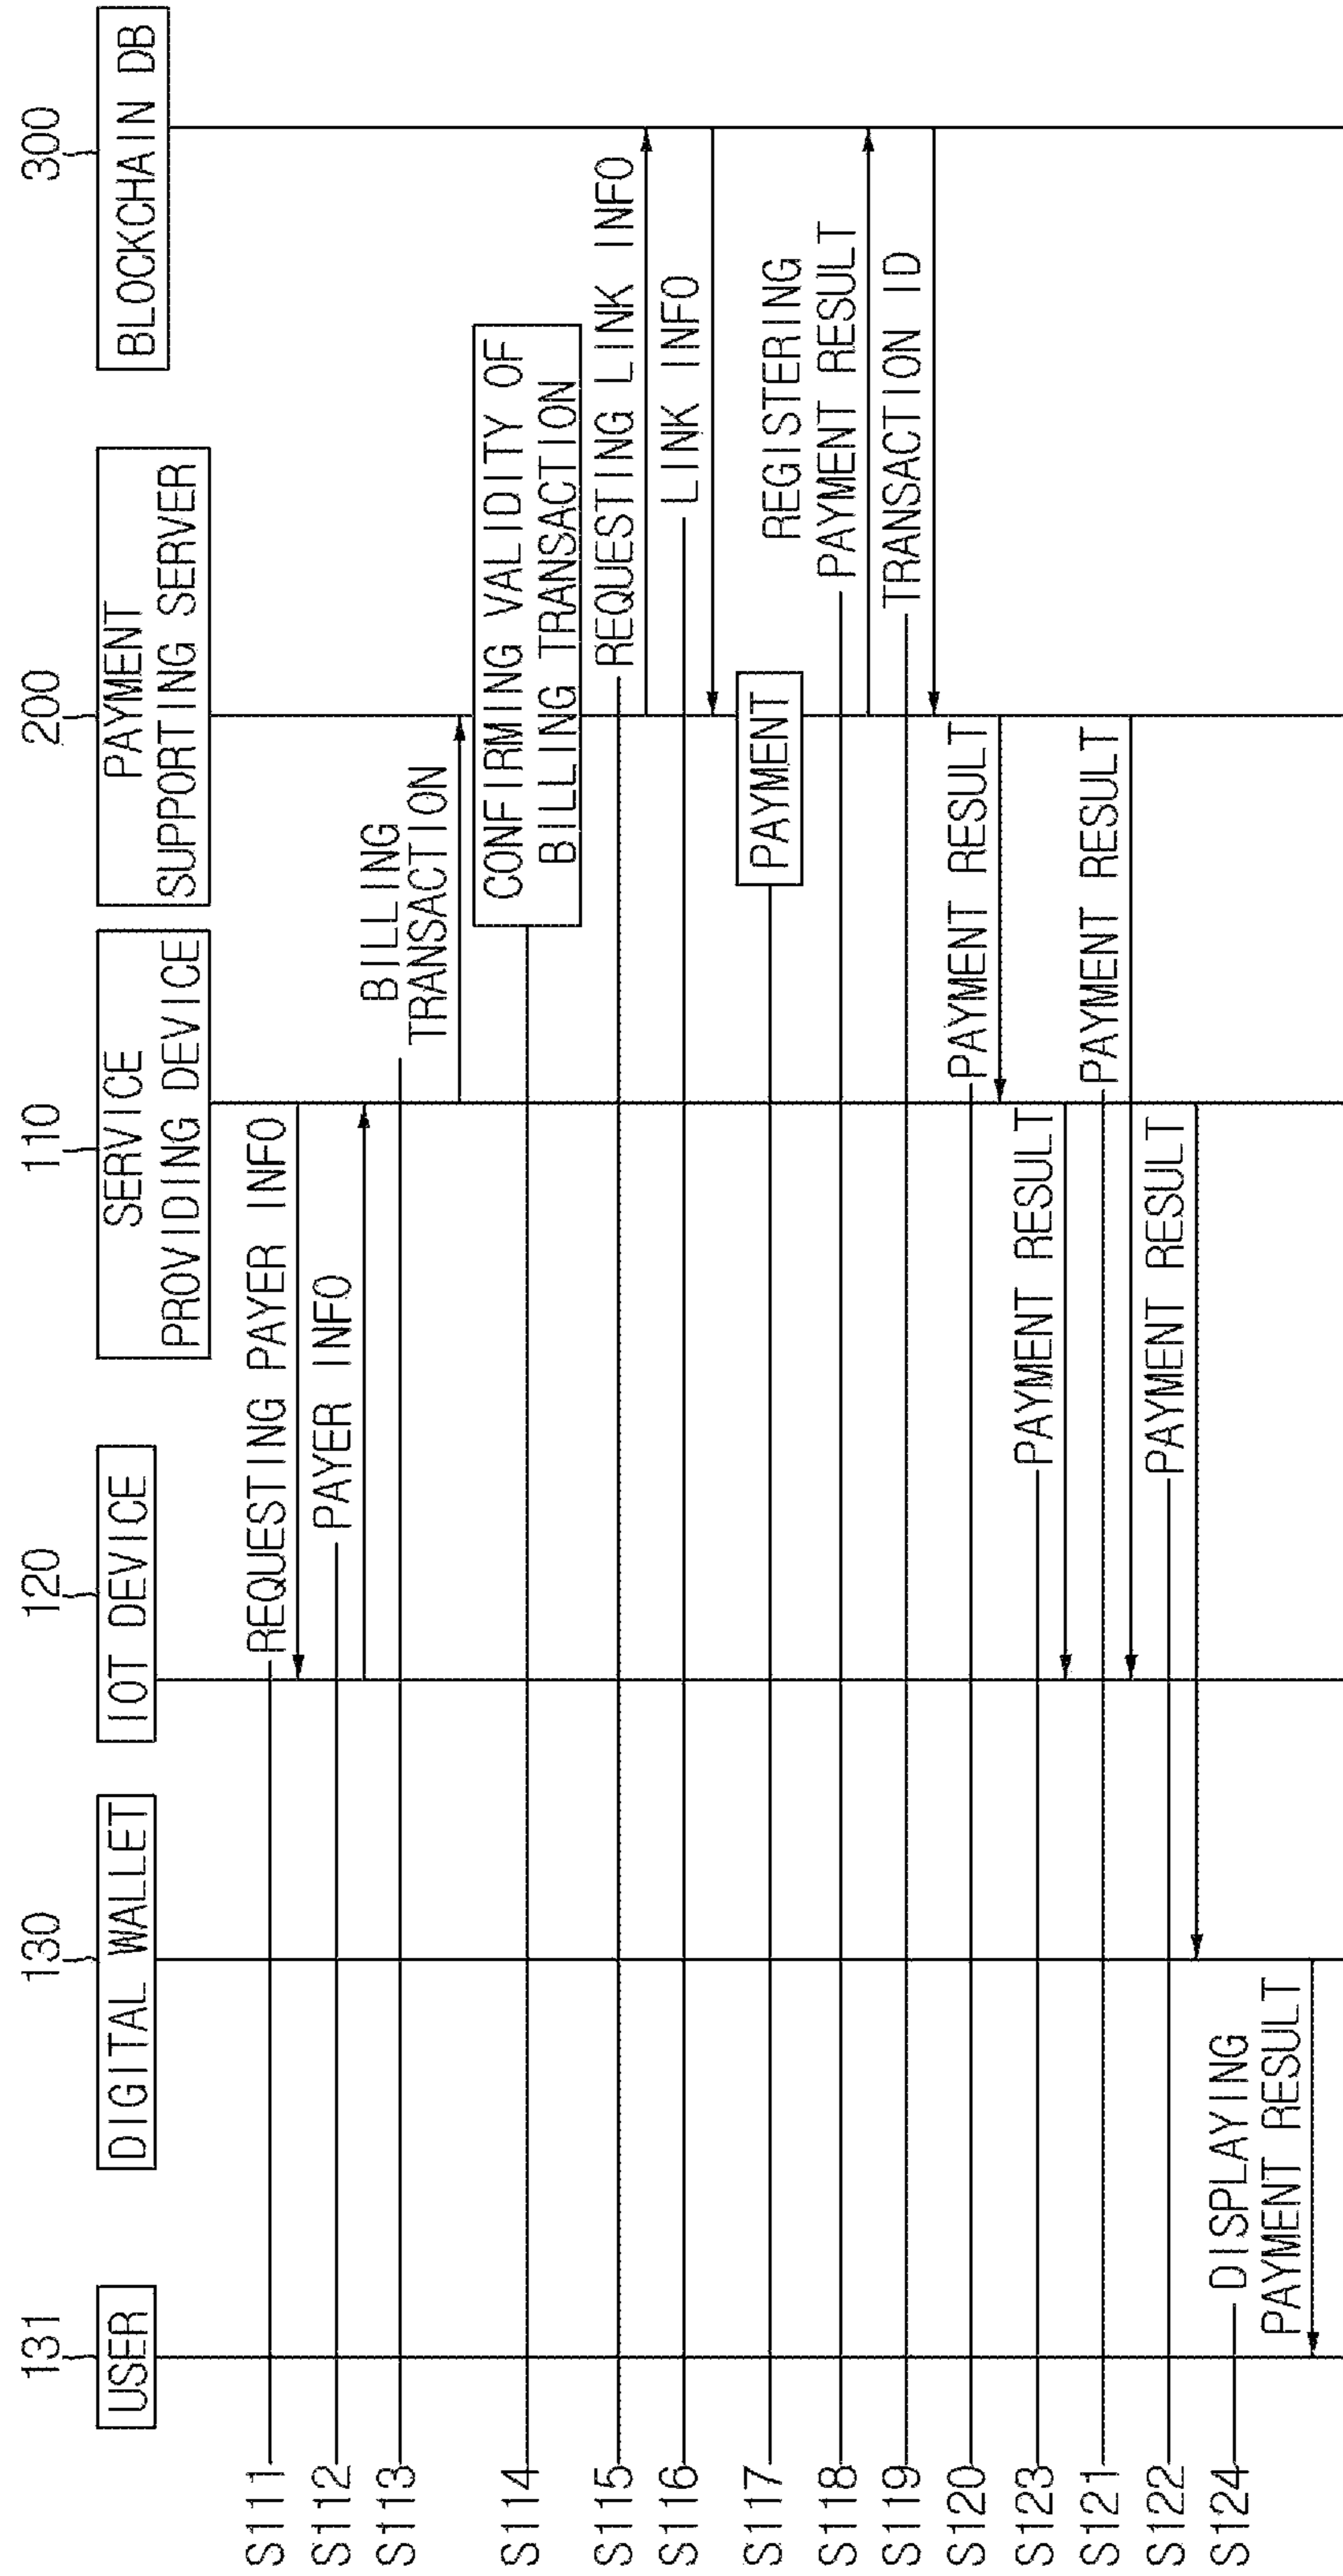 131
130
120
110
200
300
USER
DIGITAL WALLET
IOT DEVICE
SERVICE
PROVIDING DEVICE
PAYMENT
SUPPORTING SERVER
BLOCKCHAIN DB
S111
REQUESTING PAYER INFO
S112
PAYER INFO
S113
BILLING
TRANSACTION
S114
CONFIRMING VALIDITY OF
BILLING TRANSACTION
S115
REQUESTING LINK INFO
S116
LINK INFO
S117
PAYMENT
S118
REGISTERING
PAYMENT RESULT
S119
TRANSACTION ID
S120
PAYMENT RESULT
S123
PAYMENT RESULT
S121
PAYMENT RESULT
S122
PAYMENT RESULT
S124
DISPLAYING
PAYMENT RESULT